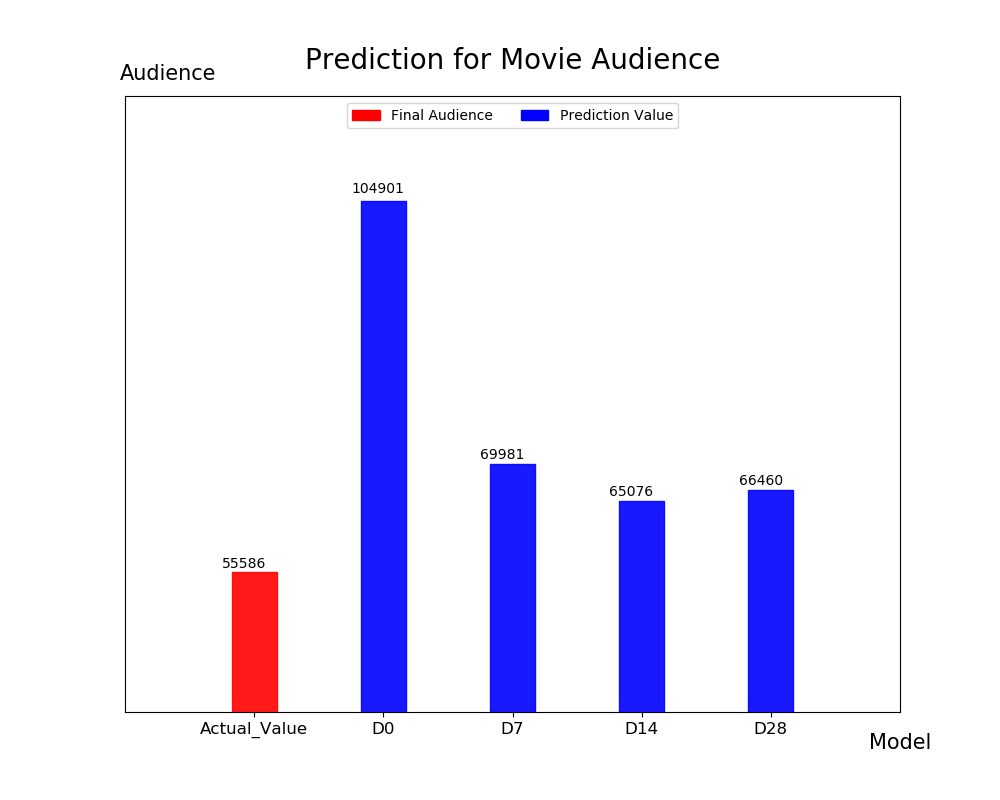 Prediction for Movie Audience
Audience
Final Audience
Prediction Value
104901
69981
65076
66460
55586
Actual_Value
D0
D7
D14
D28
Model